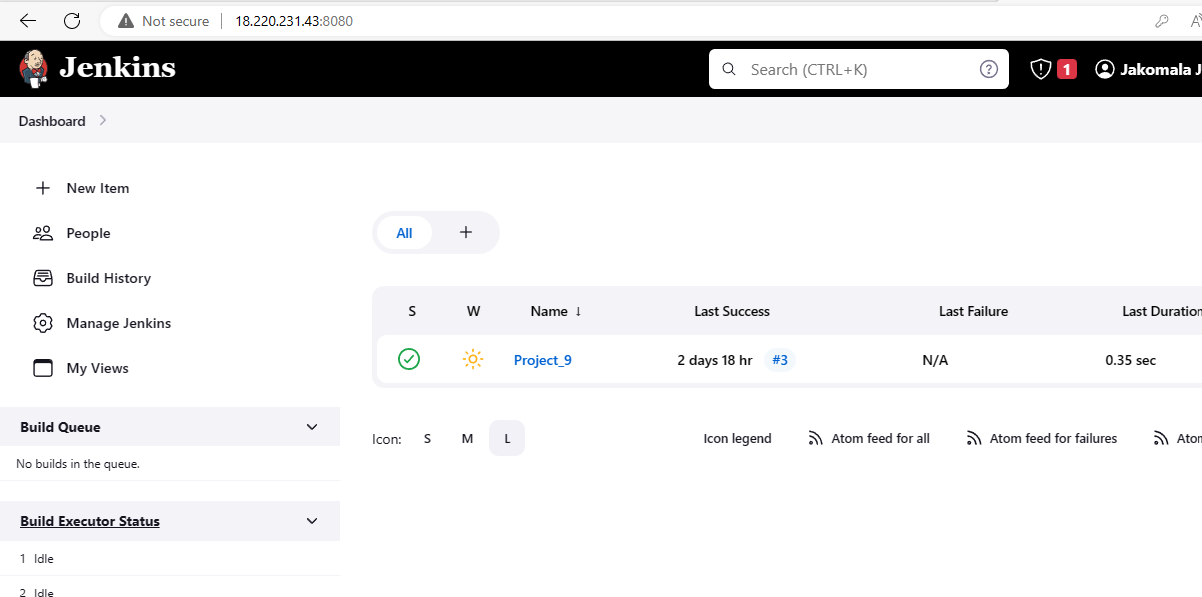 Not secure 18.220.231.43:8080
Jenkins Search (CTRL+K) 1 Jakomala J
Dashboard
New Item
People
Build History
Manage Jenkins
My Views
Build Queue
No builds in the queue.
Build Executor Status
1 Idle
2 Idle
All +
S W Name ↓ Last Success Last Failure Last Duration
Project_9 2 days 18 hr #3 N/A 0.35 sec
Icon: S M L Icon legend Atom feed for all Atom feed for failures Atom